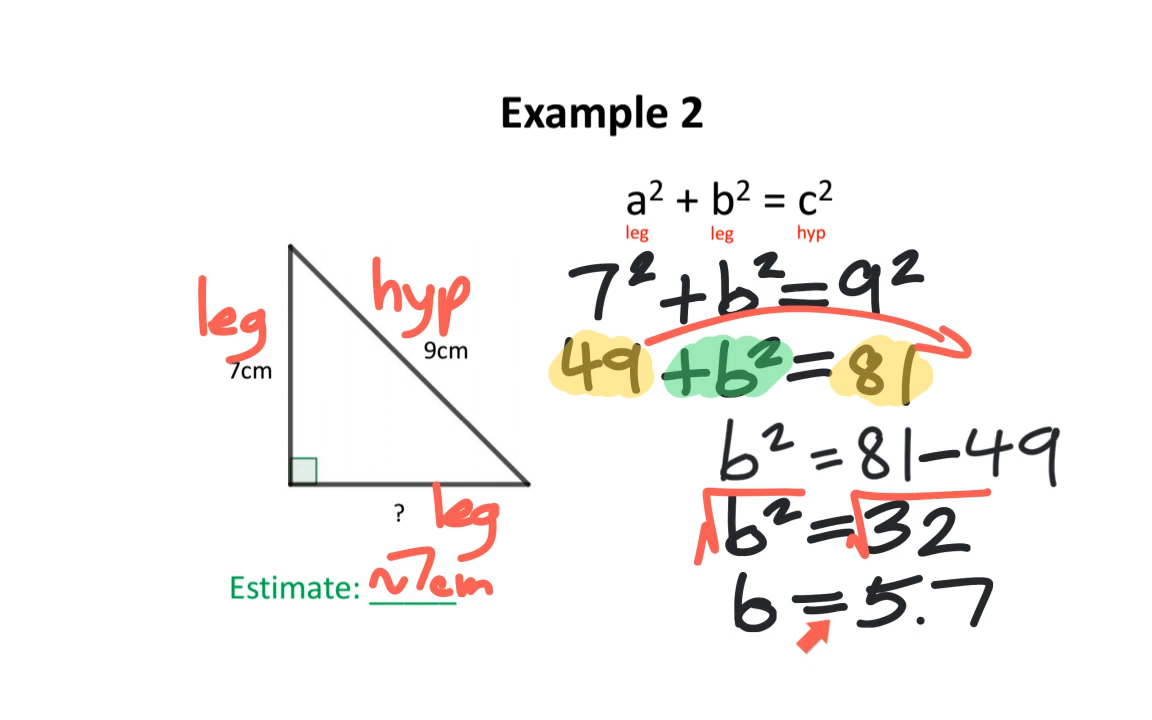 Example 2
a² + b² = c²
leg leg hyp
7² + b² = 9²
49 + b² = 81
b² = 81 - 49
√b² = √32
b = 5.7
leg
7cm
hyp
9cm
? leg
Estimate: ~7cm